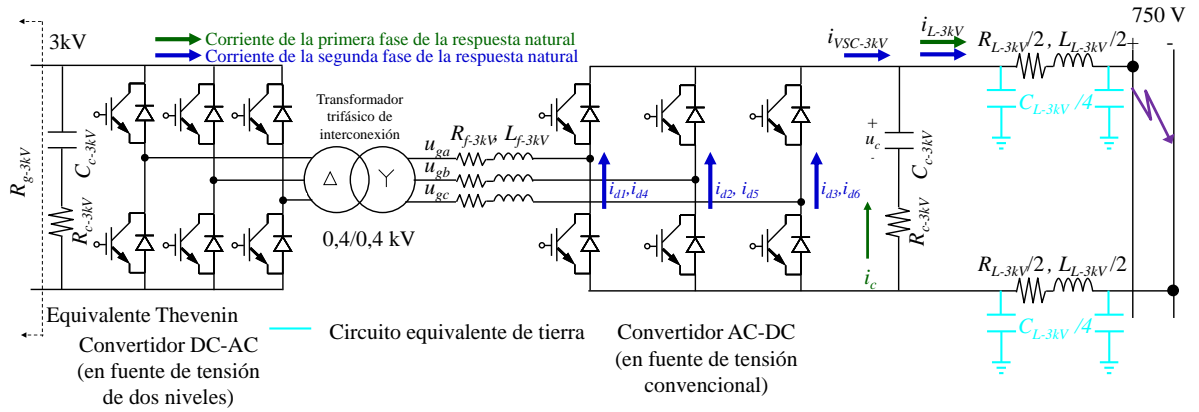 3kV
Corriente de la primera fase de la respuesta natural
Corriente de la segunda fase de la respuesta natural
i_VSC-3kV
i_L-3kV
R_L-3kV/2 , L_L-3kV/2
750 V
+ -
Transformador
trifásico de
interconexión
R_f-3kV, L_f-3kV
C_L-3kV /4
R_g-3kV
C_c-3kV
R_c-3kV
u_ga
u_gb
u_gc
Δ Y
0,4/0,4 kV
i_d1,i_d4
i_d2, i_d5
i_d3,i_d6
+
u_c
-
C_c-3kV
R_c-3kV
i_c
R_L-3kV/2 , L_L-3kV/2
C_L-3kV /4
Equivalente Thevenin
Circuito equivalente de tierra
Convertidor DC-AC
(en fuente de tensión
de dos niveles)
Convertidor AC-DC
(en fuente de tensión
convencional)